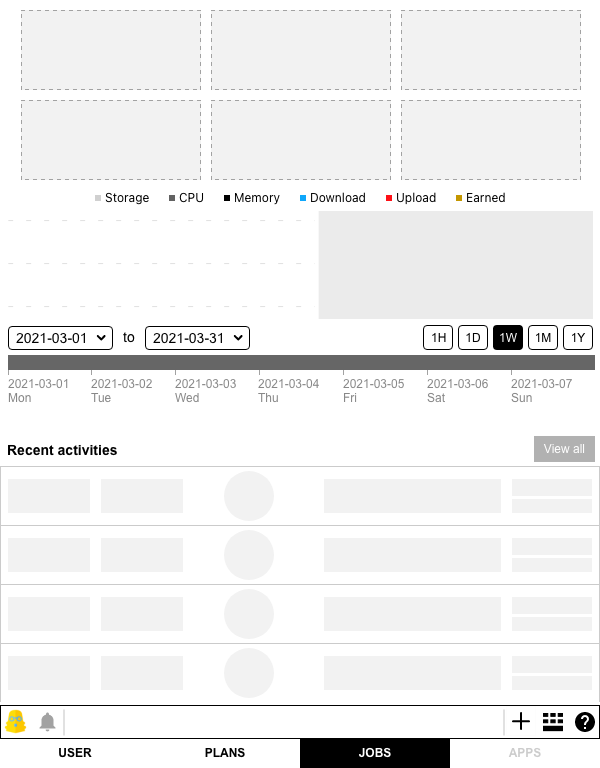 Storage CPU Memory Download Upload Earned
2021-03-01 to 2021-03-31 1H 1D 1W 1M 1Y
2021-03-01 2021-03-02 2021-03-03 2021-03-04 2021-03-05 2021-03-06 2021-03-07
Mon Tue Wed Thu Fri Sat Sun
Recent activities View all
USER PLANS JOBS APPS